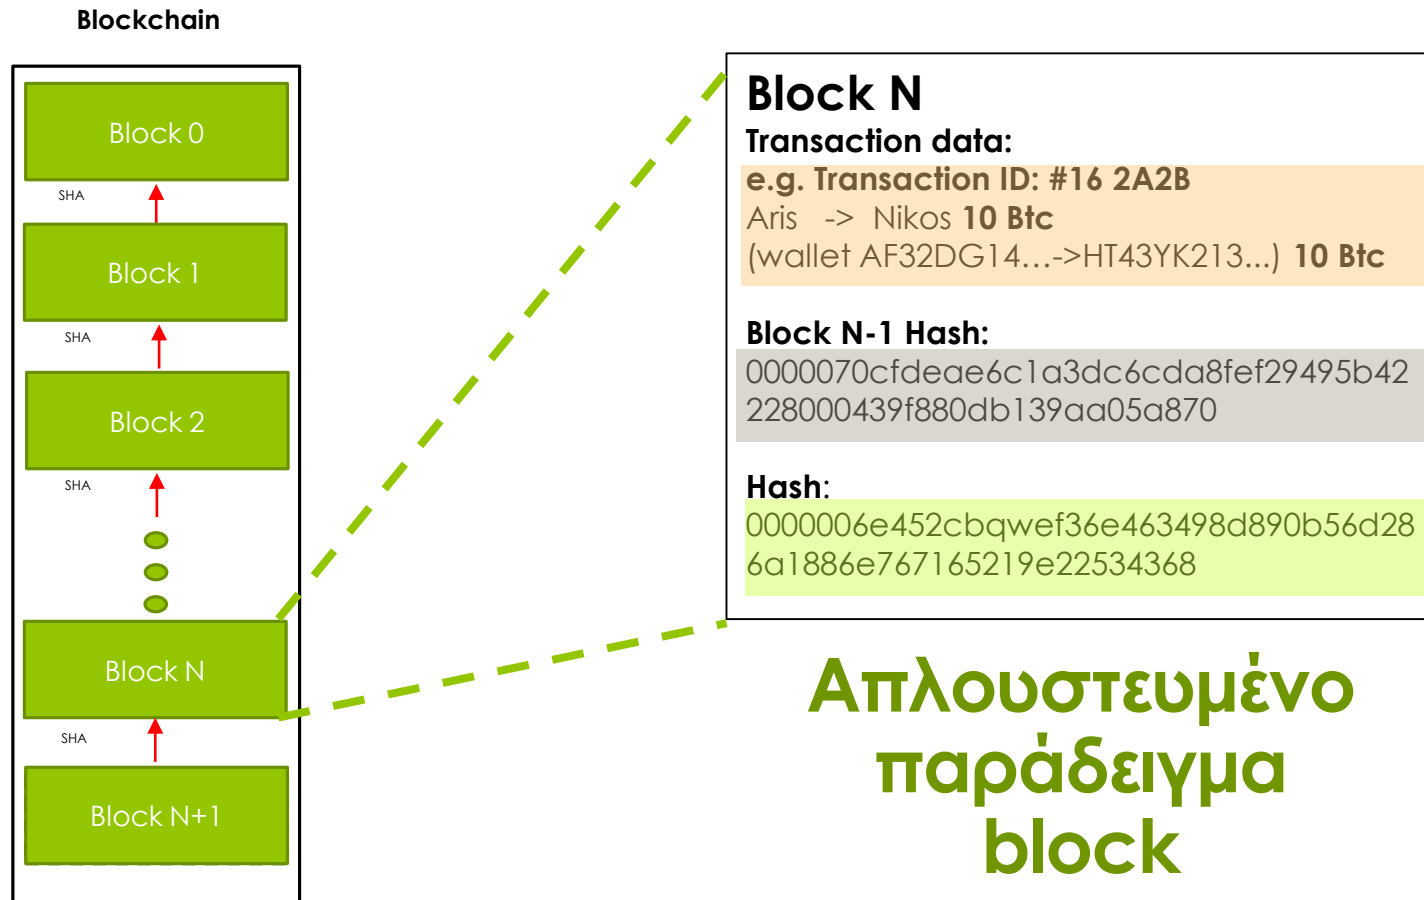 Blockchain
Block 0
SHA
Block 1
SHA
Block 2
SHA
Block N
SHA
Block N+1
Block N
Transaction data:
e.g. Transaction ID: #16 2A2B
Aris -> Nikos 10 Btc
(wallet AF32DG14…->HT43YK213...) 10 Btc
Block N-1 Hash:
0000070cfdeae6c1a3dc6cda8fef29495b42
228000439f880db139aa05a870
Hash:
0000006e452cbqwef36e463498d890b56d28
6a1886e767165219e22534368
Απλουστευμένο
παράδειγμα
block